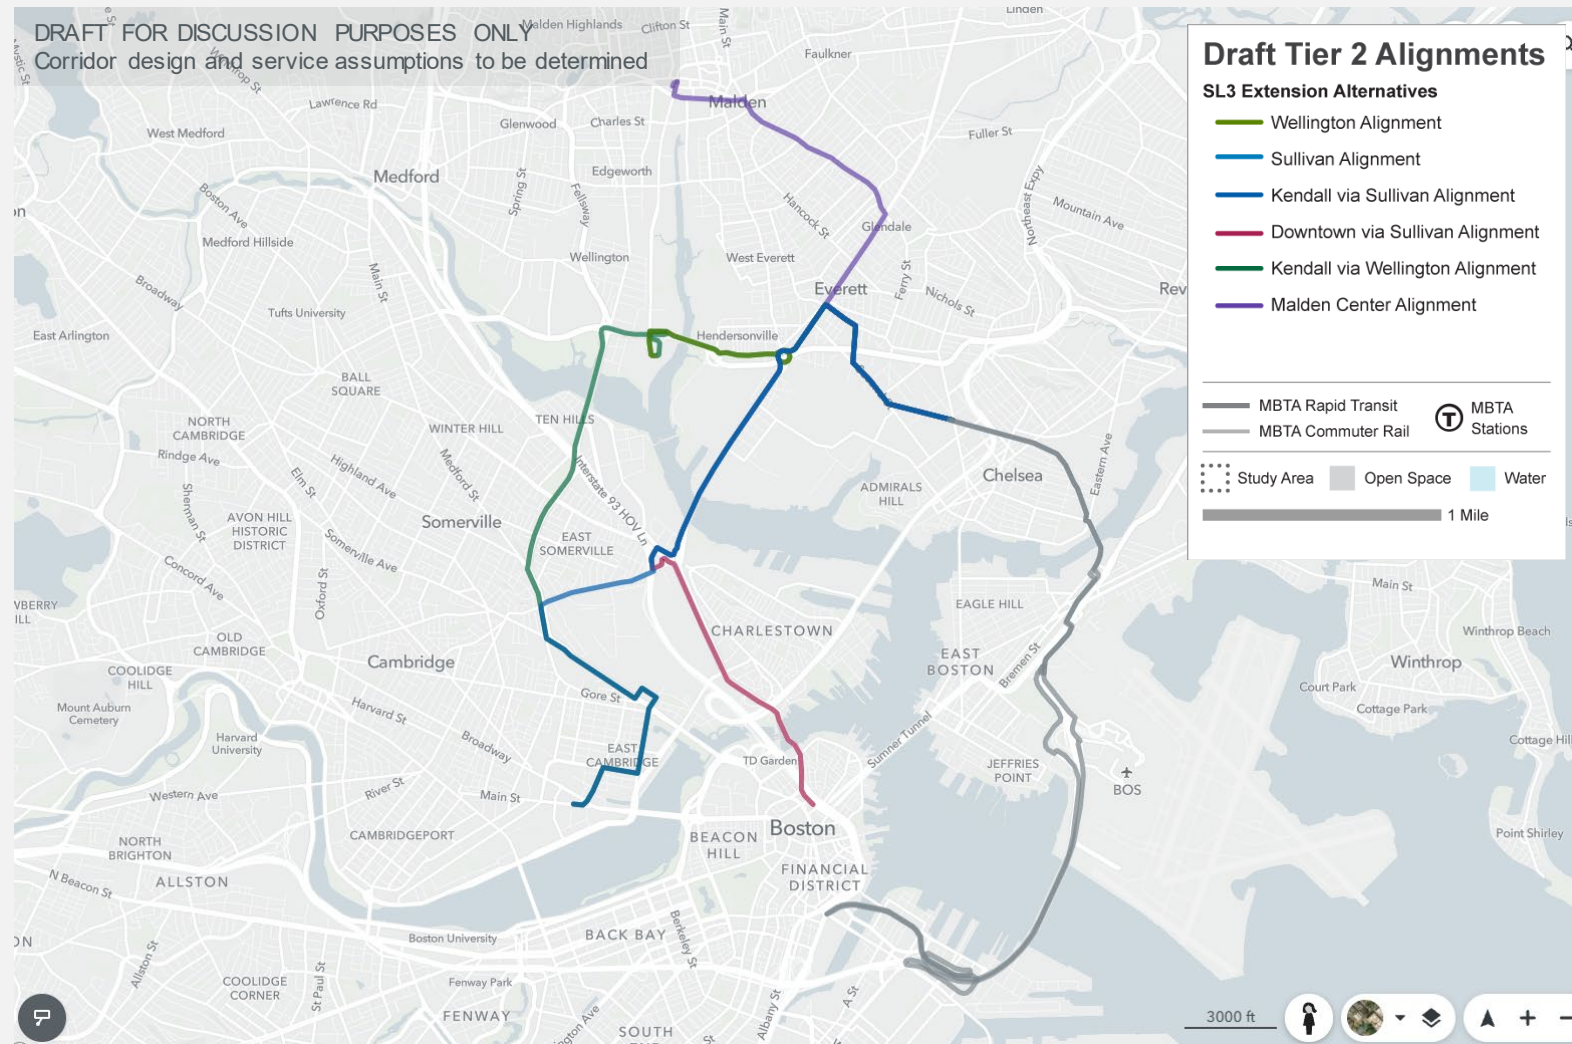 DRAFT FOR DISCUSSION PURPOSES ONLY
Corridor design and service assumptions to be determined
Draft Tier 2 Alignments
SL3 Extension Alternatives
Wellington Alignment
Sullivan Alignment
Kendall via Sullivan Alignment
Downtown via Sullivan Alignment
Kendall via Wellington Alignment
Malden Center Alignment
MBTA Rapid Transit
MBTA Commuter Rail
T
MBTA
Stations
Study Area
Open Space
Water
1 Mile
Malden Highlands
Clifton St
Main St
Linden
Faulkner
Winthrop St
Lawrence Rd
West Medford
Glenwood
Charles St
Malden
Fuller St
Medford
Edgeworth
Spring St
Fellsway
Boston Ave
Medford Hillside
Hancock St
Glendale
Northeast Expy
Mountain Ave
Wellington
West Everett
Main St
Broadway
Everett
Ferry St
Nichols St
Rev
Tufts University
East Arlington
Hendersonville
BALL
SQUARE
NORTH
CAMBRIDGE
WINTER HILL
TEN HILLS
Rindge Ave
Highland Ave
Elm St
Medford St
Interstate 93 HOV Ln
Sherman St
ADMIRALS
HILL
Chelsea
Eastern Ave
AVON HILL
HISTORIC
DISTRICT
Somerville
Somerville Ave
EAST
SOMERVILLE
Concord Ave
Oxford St
WBERRY
ILL
EAGLE HILL
Main St
OLD
CAMBRIDGE
CHARLESTOWN
EAST
BOSTON
Bremen St
Winthrop Beach
Winthrop
COOLIDGE
HILL
Cambridge
Court Park
Cottage Park
Mount Auburn
Cemetery
Harvard St
Gore St
Harvard
University
Broadway
EAST
CAMBRIDGE
TD Garden
Sumner Tunnel
JEFFRIES
POINT
BOS
Cottage Hil
Western Ave
River St
Main St
Boston
Point Shirley
NORTH
BRIGHTON
CAMBRIDGEPORT
BEACON
HILL
N Beacon St
ALLSTON
FINANCIAL
DISTRICT
Allston St
Boston University
BACK BAY
Berkeley St
COOLIDGE
CORNER
St Paul St
Fenway Park
FENWAY
SOUTH
Albany St
A St
3000 ft